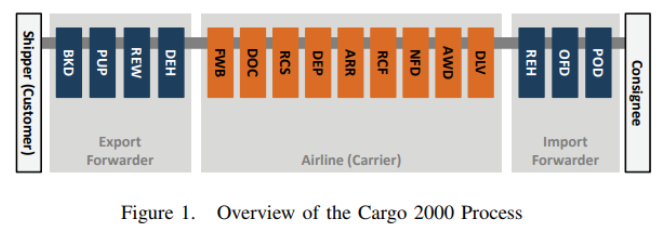 Shipper (Customer)
BKD
PUP
REW
DEH
Export
Forwarder
FWB
DOC
RCS
DEP
ARR
RCF
NFD
AWD
DLV
Airline (Carrier)
REH
OFD
POD
Import
Forwarder
Consignee
Figure 1. Overview of the Cargo 2000 Process